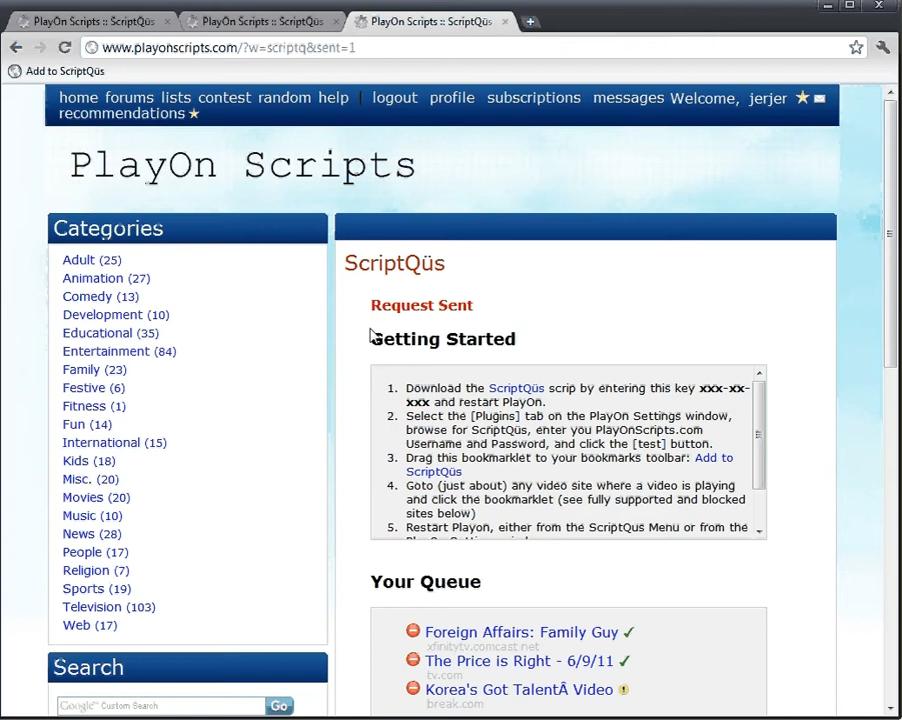 PlayOn Scripts :: ScriptQüs
PlayOn Scripts :: ScriptQüs
PlayOn Scripts :: ScriptQüs
www.playonscripts.com/?w=scriptq&sent=1
Add to ScriptQüs
home forums lists contest random help | logout profile subscriptions messages Welcome, jerjer
recommendations
PlayOn Scripts
Categories
Adult (25)
Animation (27)
Comedy (13)
Development (10)
Educational (35)
Entertainment (84)
Family (23)
Festive (6)
Fitness (1)
Fun (14)
International (15)
Kids (18)
Misc. (20)
Movies (20)
Music (10)
News (28)
People (17)
Religion (7)
Sports (19)
Television (103)
Web (17)
Search
Google™ Custom Search
Go
ScriptQüs
Request Sent
Getting Started
1. Download the ScriptQüs scrip by entering this key xxx-xx-
xxx and restart PlayOn.
2. Select the [Plugins] tab on the PlayOn Settings window,
browse for ScriptQüs, enter you PlayOnScripts.com
Username and Password, and click the [test] button.
3. Drag this bookmarklet to your bookmarks toolbar: Add to
ScriptQüs
4. Goto (just about) any video site where a video is playing
and click the bookmarklet (see fully supported and blocked
sites below)
5. Restart Playon, either from the ScriptQüs Menu or from the
Your Queue
Foreign Affairs: Family Guy ✓
xfinitytv.comcast.net
The Price is Right - 6/9/11 ✓
tv.com
Korea's Got TalentÂ Video
break.com